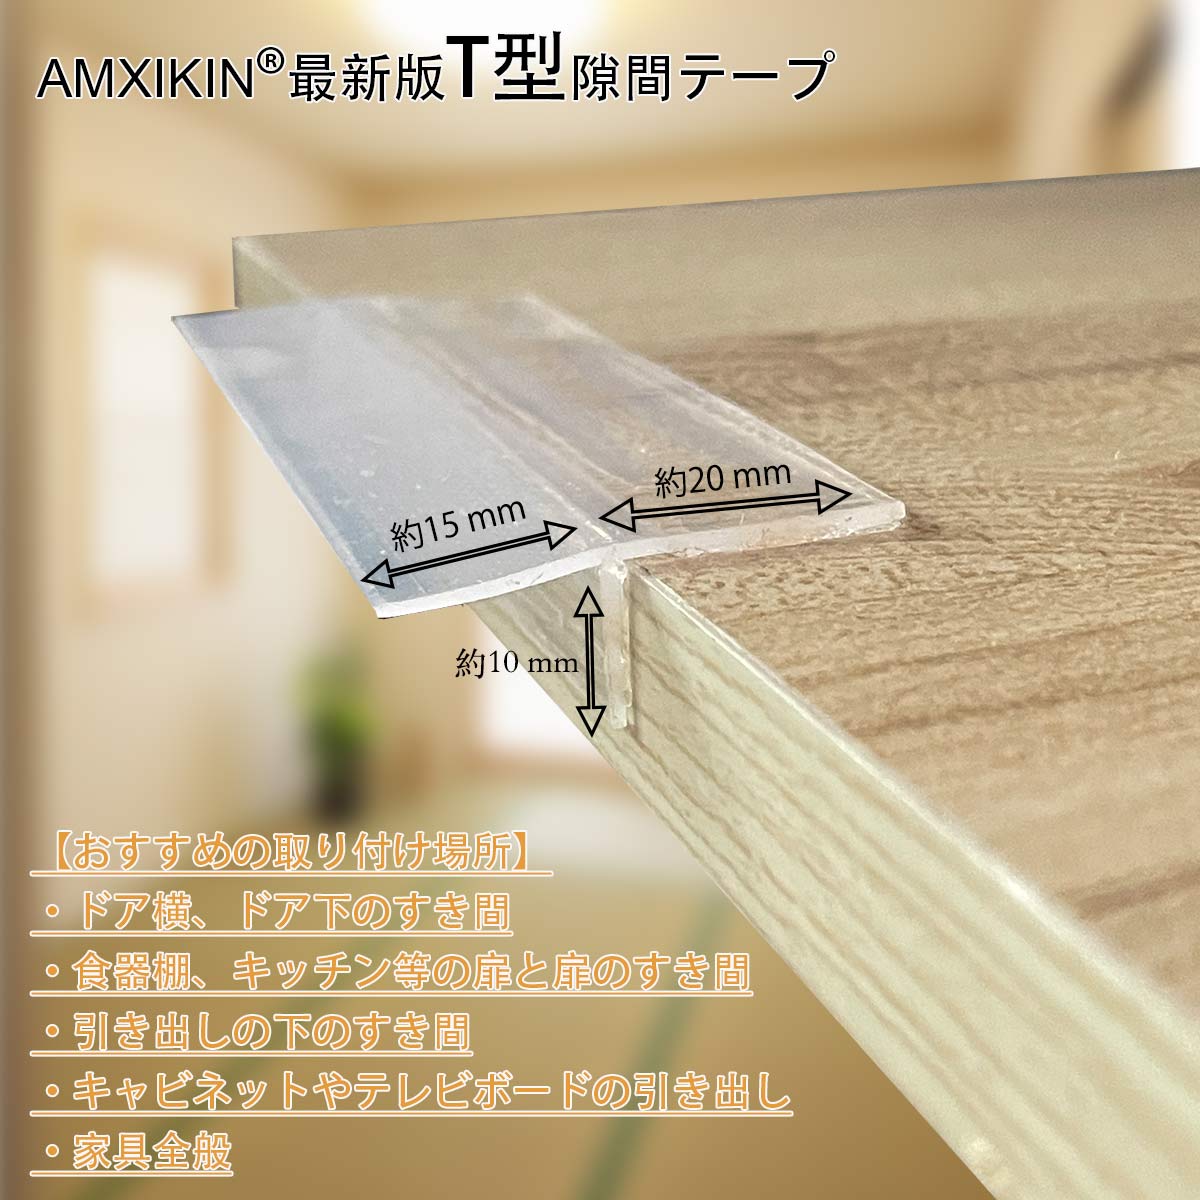 AMXIKIN®最新版T型隙間テープ
約15 mm
約20 mm
約10 mm
【おすすめの取り付け場所】
・ドア横、ドア下のすき間
・食器棚、キッチン等の扉と扉のすき間
・引き出しの下のすき間
・キャビネットやテレビボードの引き出し
・家具全般